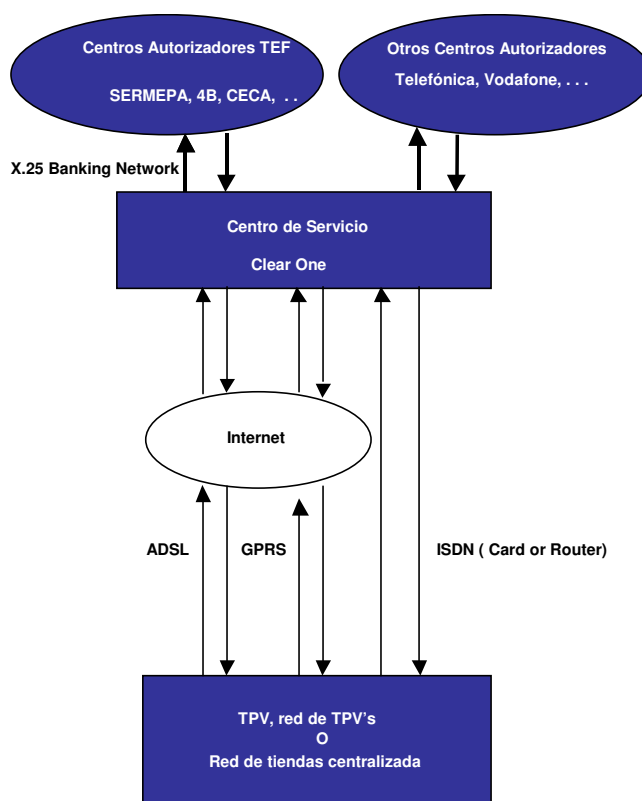 Centros Autorizadores TEF
SERMEPA, 4B, CECA, . .
Otros Centros Autorizadores
Telefónica, Vodafone, . . .
X.25 Banking Network
Centro de Servicio
Clear One
Internet
ADSL
GPRS
ISDN ( Card or Router)
TPV, red de TPV's
O
Red de tiendas centralizada